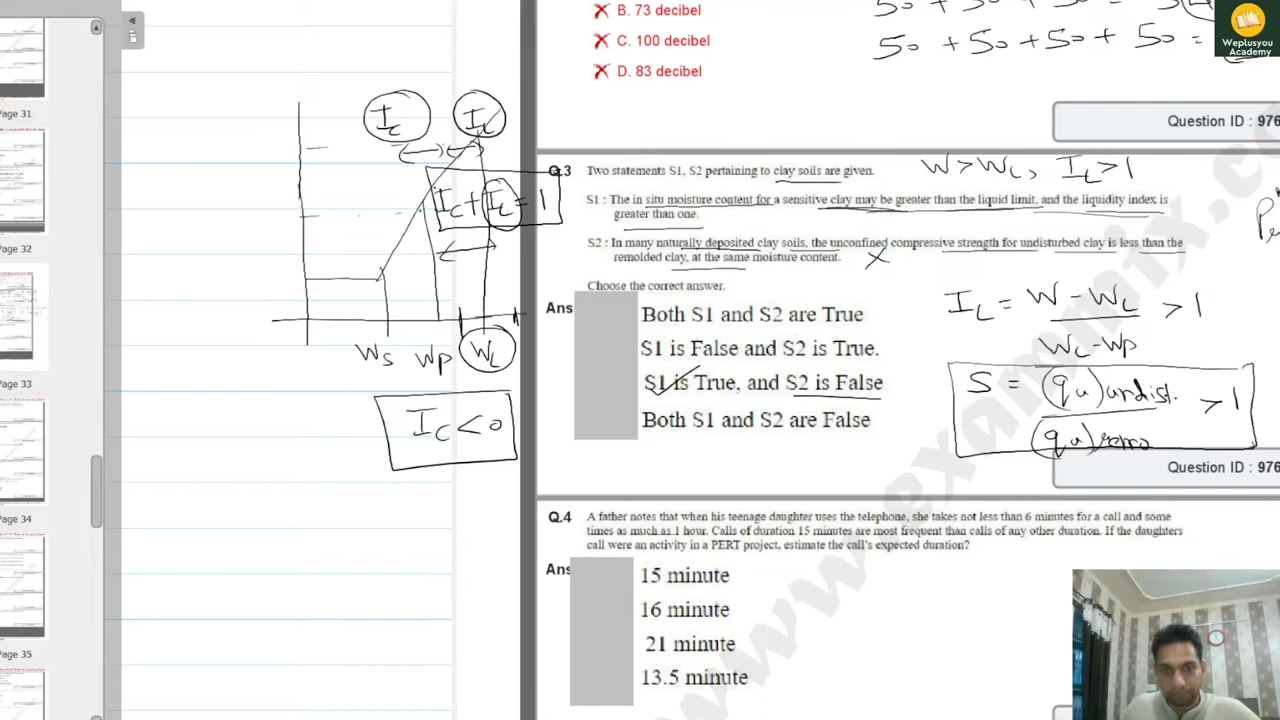 B. 73 decibel
C. 100 decibel
D. 83 decibel
50 + 50 + 50 + 50 =
Weplusyou
Academy
Page 31
Page 32
Page 33
Page 34
Page 35
Question ID : 976
I_C I_L
I_C + I_L = 1
W_S W_P W_L
I_C < 0
Q.3 Two statements S1, S2 pertaining to clay soils are given.
W > W_L, I_L > 1
S1 : The in situ moisture content for a sensitive clay may be greater than the liquid limit, and the liquidity index is
greater than one.
S2 : In many naturally deposited clay soils, the unconfined compressive strength for undisturbed clay is less than the
remolded clay, at the same moisture content.
Choose the correct answer.
Ans
Both S1 and S2 are True
S1 is False and S2 is True.
S1 is True, and S2 is False
Both S1 and S2 are False
I_L = W - W_L / W_L - W_P > 1
S = (qu)undist. / (qu)remo > 1
Question ID : 976
Q.4 A father notes that when his teenage daughter uses the telephone, she takes not less than 6 minutes for a call and some
times as much as 1 hour. Calls of duration 15 minutes are most frequent than calls of any other duration. If the daughters
call were an activity in a PERT project, estimate the call's expected duration?
Ans
15 minute
16 minute
21 minute
13.5 minute
www.exammix.com